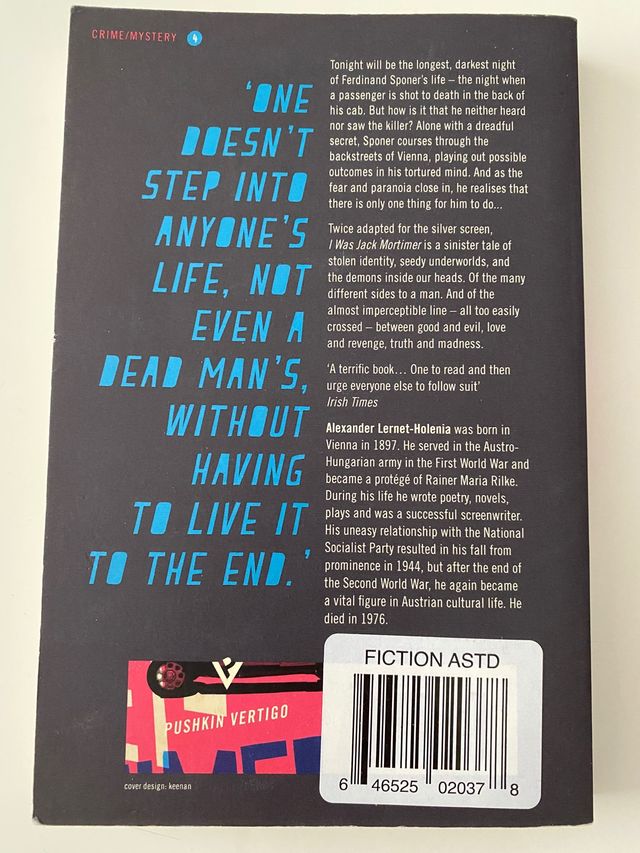 CRIME/MYSTERY 4
'ONE
DOESN'T
STEP INTO
ANYONE'S
LIFE, NOT
EVEN A
DEAD MAN'S,
WITHOUT
HAVING
TO LIVE IT
TO THE END.'
Tonight will be the longest, darkest night
of Ferdinand Sponer's life – the night when
a passenger is shot to death in the back of
his cab. But how is it that he neither heard
nor saw the killer? Alone with a dreadful
secret, Sponer courses through the
backstreets of Vienna, playing out possible
outcomes in his tortured mind. And as the
fear and paranoia close in, he realises that
there is only one thing for him to do...
Twice adapted for the silver screen,
I Was Jack Mortimer is a sinister tale of
stolen identity, seedy underworlds, and
the demons inside our heads. Of the many
different sides to a man. And of the
almost imperceptible line – all too easily
crossed – between good and evil, love
and revenge, truth and madness.
'A terrific book... One to read and then
urge everyone else to follow suit'
Irish Times
Alexander Lernet-Holenia was born in
Vienna in 1897. He served in the Austro-
Hungarian army in the First World War and
became a protégé of Rainer Maria Rilke.
During his life he wrote poetry, novels,
plays and was a successful screenwriter.
His uneasy relationship with the National
Socialist Party resulted in his fall from
prominence in 1944, but after the end of
the Second World War, he again became
a vital figure in Austrian cultural life. He
died in 1976.
PUSHKIN VERTIGO
cover design: keenan
FICTION ASTD
6 46525 02037 8